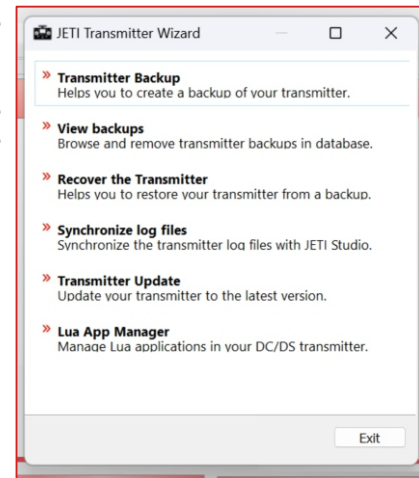 JETI Transmitter Wizard
Transmitter Backup
Helps you to create a backup of your transmitter.
View backups
Browse and remove transmitter backups in database.
Recover the Transmitter
Helps you to restore your transmitter from a backup.
Synchronize log files
Synchronize the transmitter log files with JETI Studio.
Transmitter Update
Update your transmitter to the latest version.
Lua App Manager
Manage Lua applications in your DC/DS transmitter.
Exit